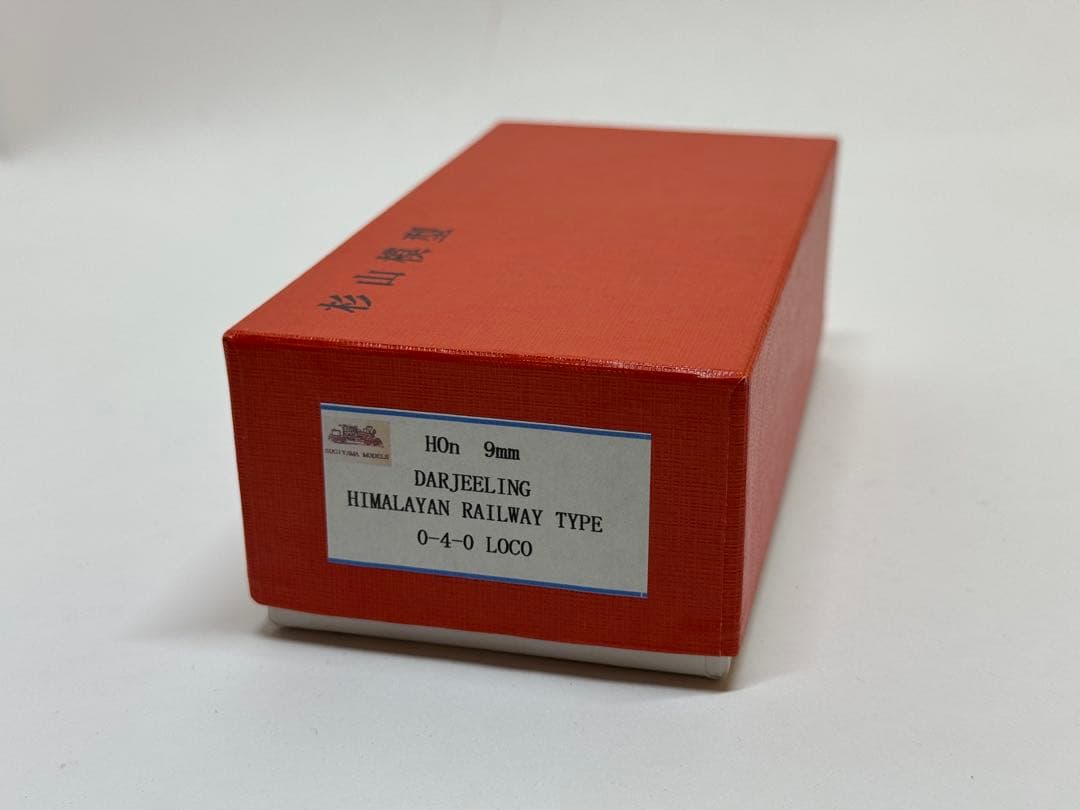 杉山模型
SUGIYAMA MODELS
HOn 9mm
DARJEELING
HIMALAYAN RAILWAY TYPE
0-4-0 LOCO